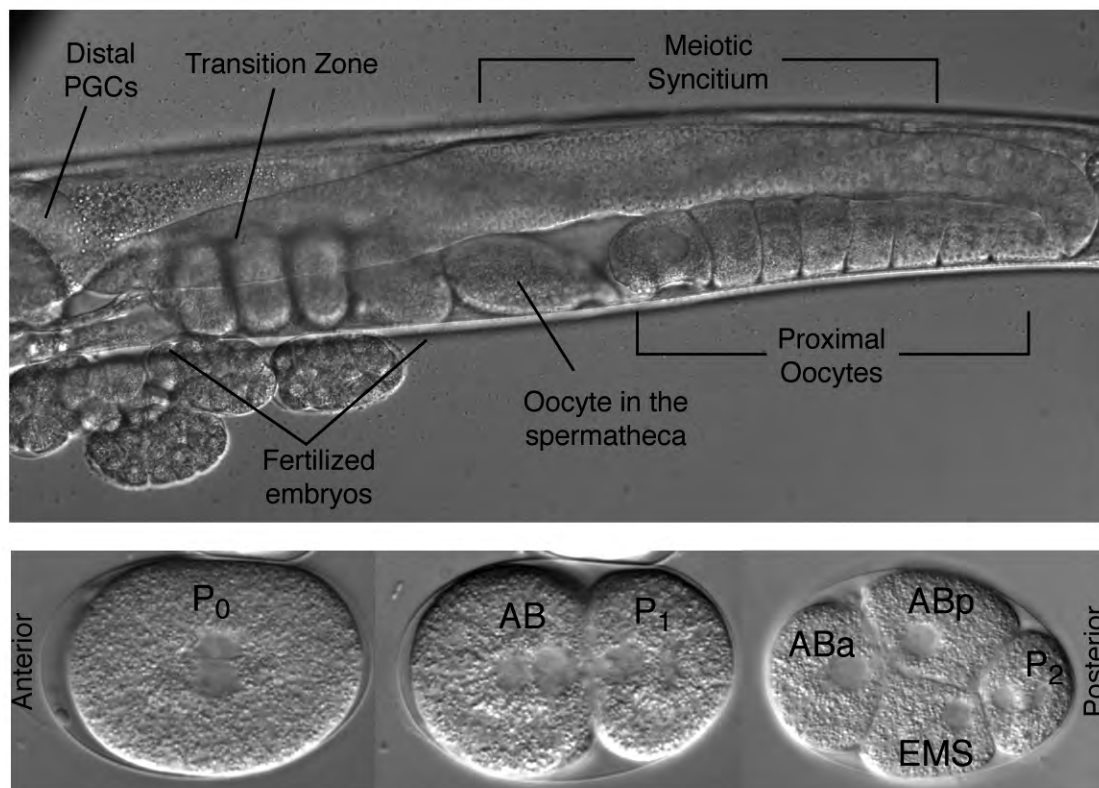 Distal
PGCs
Transition Zone
Meiotic
Syncitium
Proximal
Oocytes
Oocyte in the
spermatheca
Fertilized
embryos
Anterior
P0
AB
P1
ABa
ABp
EMS
P2
Posterior